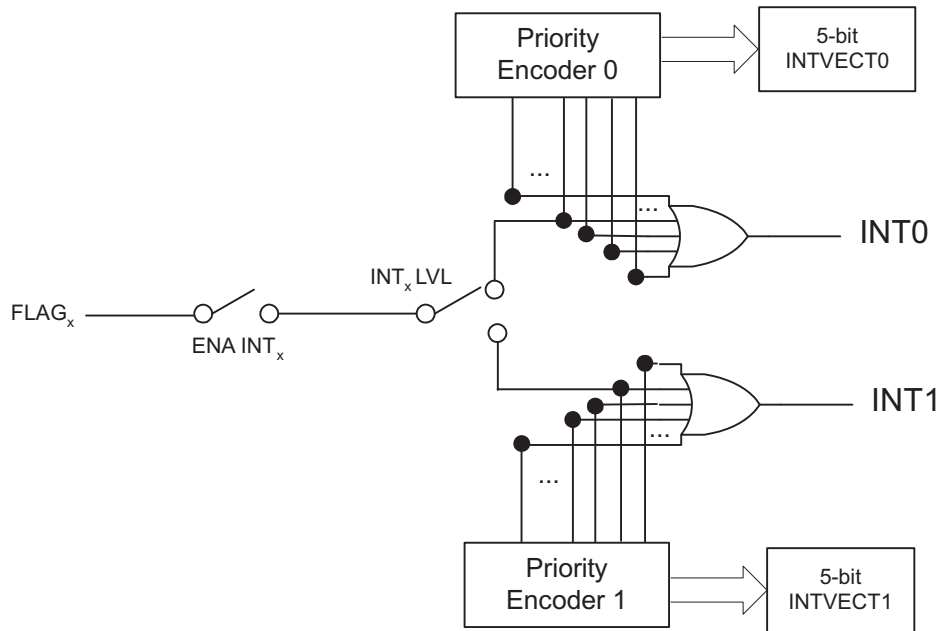 Priority
Encoder 0
5-bit
INTVECT0
...
...
INT0
INTx LVL
FLAGx
ENA INTx
INT1
...
...
Priority
Encoder 1
5-bit
INTVECT1